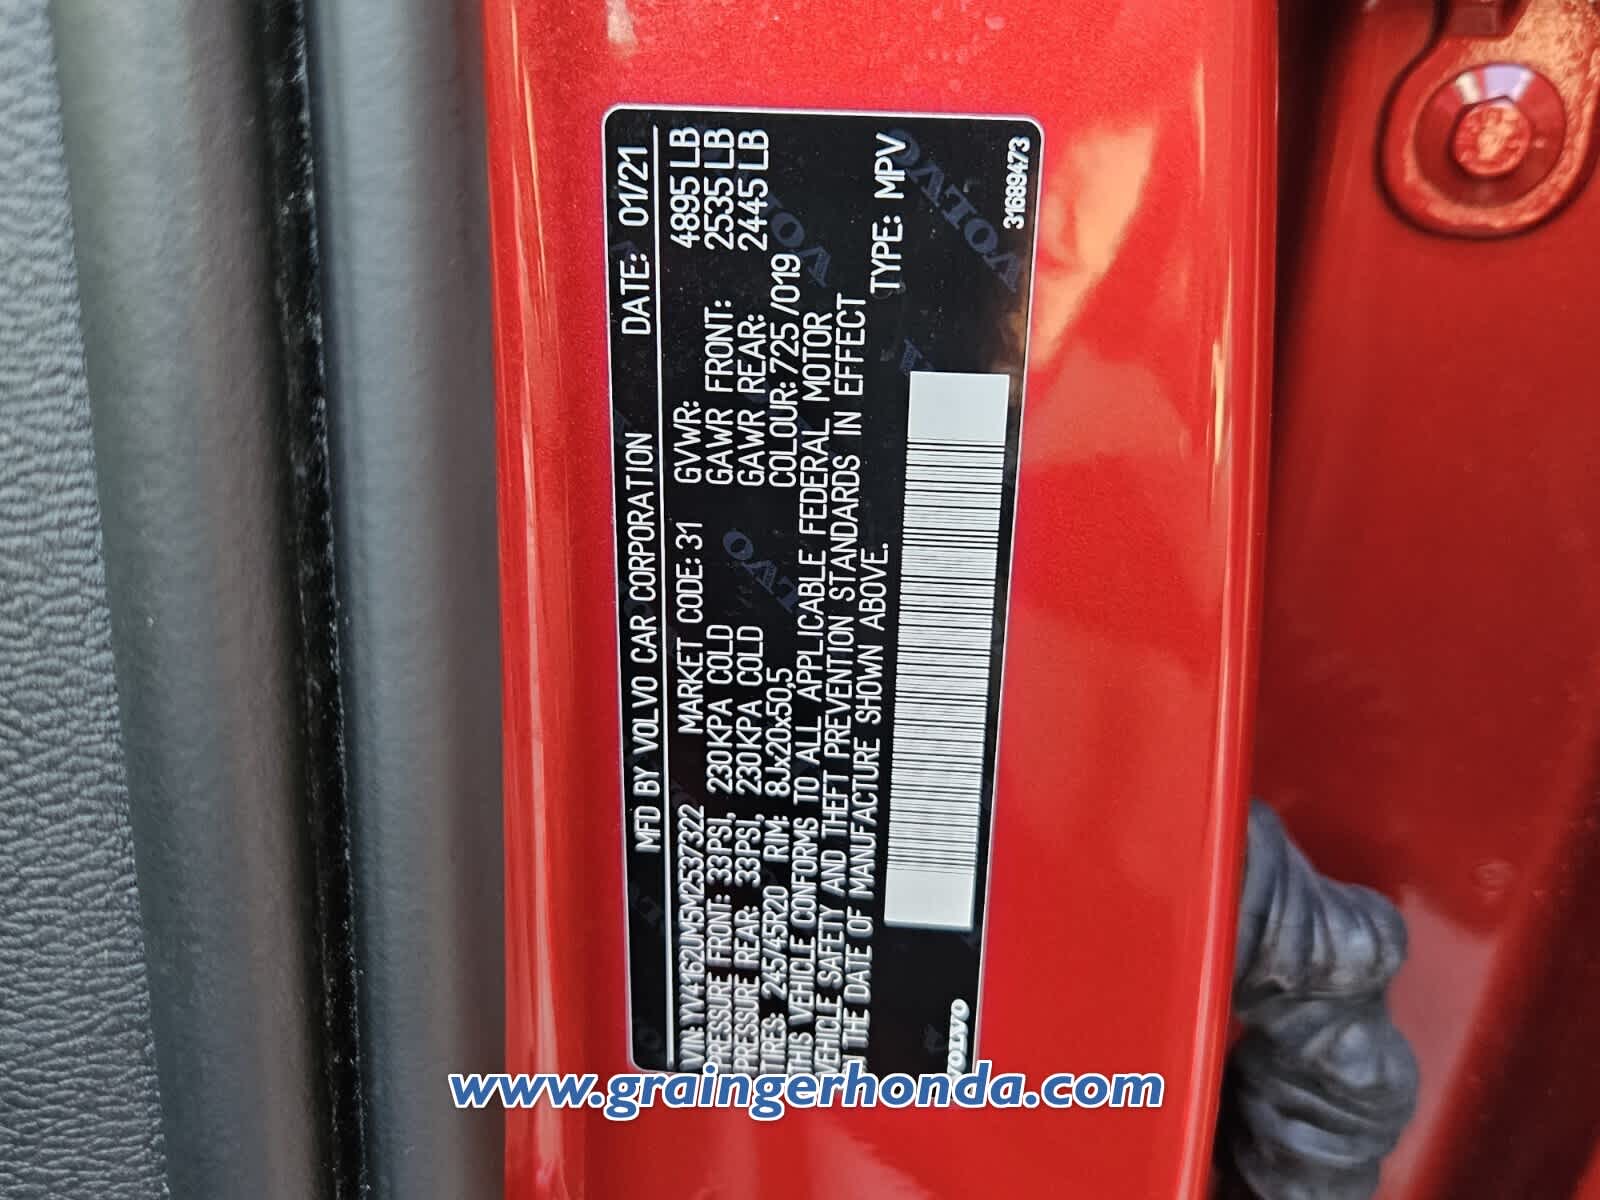 MFD BY VOLVO CAR CORPORATION DATE: 01/21
VIN: YV4162UM5M2537322 MARKET CODE: 31 GVWR: 4895 LB
PRESSURE FRONT: 33PSI, 230KPA COLD GAWR FRONT: 2535 LB
PRESSURE REAR: 33PSI, 230KPA COLD GAWR REAR: 2445 LB
TIRES: 245/45R20 RIM: 8Jx20x50,5 COLOUR: 725 /019
THIS VEHICLE CONFORMS TO ALL APPLICABLE FEDERAL MOTOR
VEHICLE SAFETY AND THEFT PREVENTION STANDARDS IN EFFECT
ON THE DATE OF MANUFACTURE SHOWN ABOVE. TYPE: MPV
VOLVO
31689473
VOLVO
VOLVO
VOLVO
www.graingerhonda.com